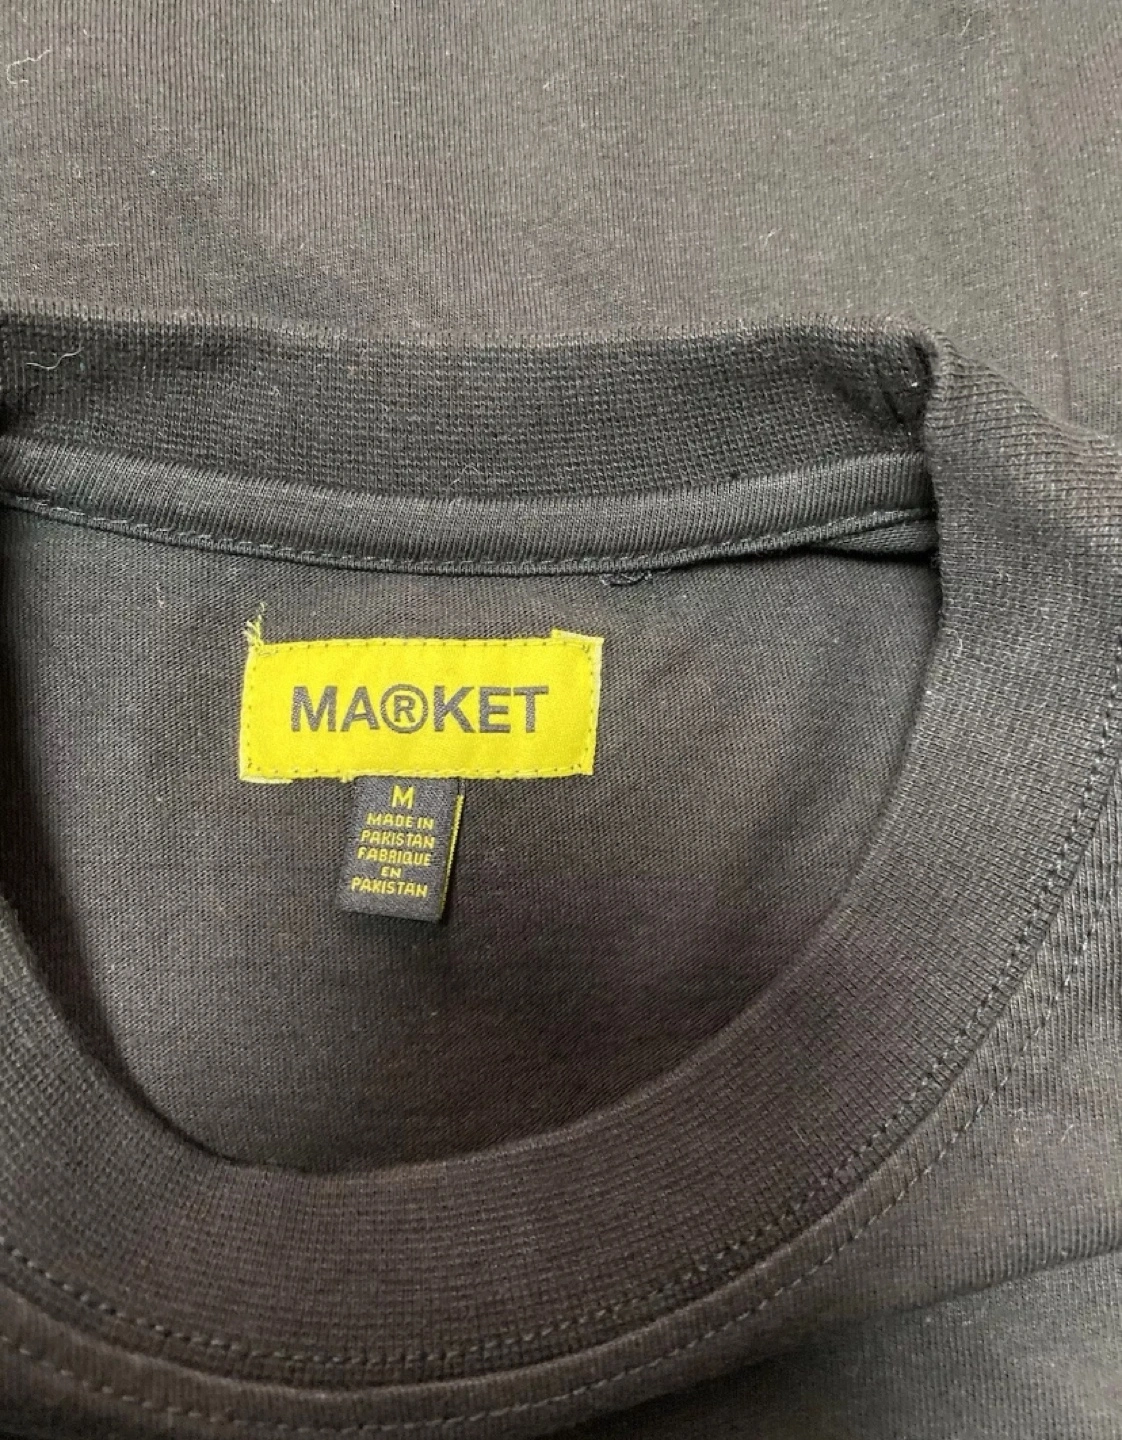 MA®KET
M
MADE IN
PAKISTAN
FABRIQUE
EN
PAKISTAN